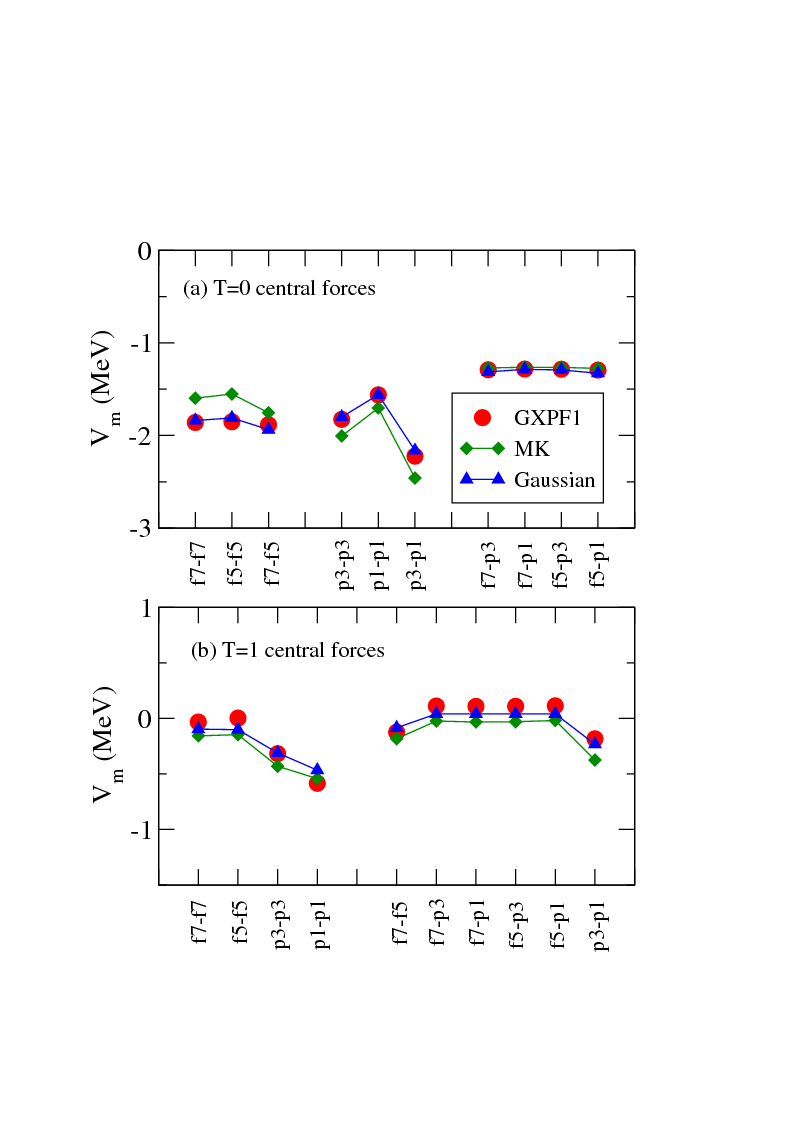 0
(a) T=0 central forces
-1
V_m (MeV)
-2
-3
GXPF1
MK
Gaussian
f7-f7
f5-f5
f7-f5
p3-p3
p1-p1
p3-p1
f7-p3
f7-p1
f5-p3
f5-p1
1
(b) T=1 central forces
0
V_m (MeV)
-1
f7-f7
f5-f5
p3-p3
p1-p1
f7-f5
f7-p3
f7-p1
f5-p3
f5-p1
p3-p1